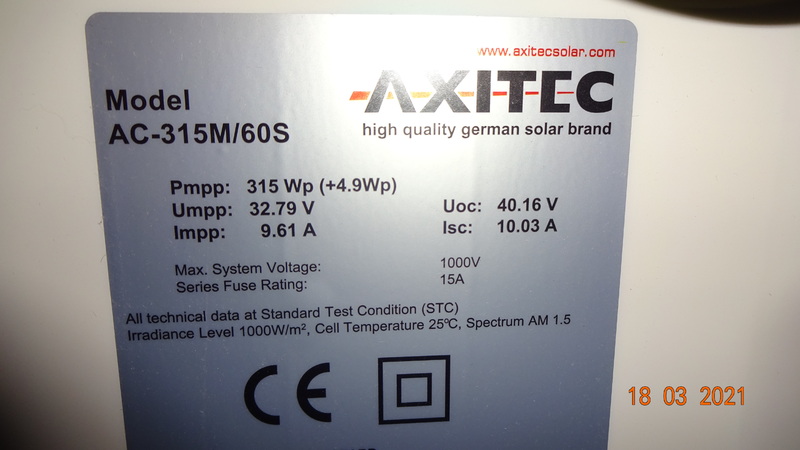 www.axitecsolar.com
AXITEC
high quality german solar brand
Model
AC-315M/60S
Pmpp: 315 Wp (+4.9Wp)
Umpp: 32.79 V
Uoc: 40.16 V
Impp: 9.61 A
Isc: 10.03 A
Max. System Voltage: 1000V
Series Fuse Rating: 15A
All technical data at Standard Test Condition (STC)
Irradiance Level 1000W/m², Cell Temperature 25ºC, Spectrum AM 1.5
CE
18 03 2021